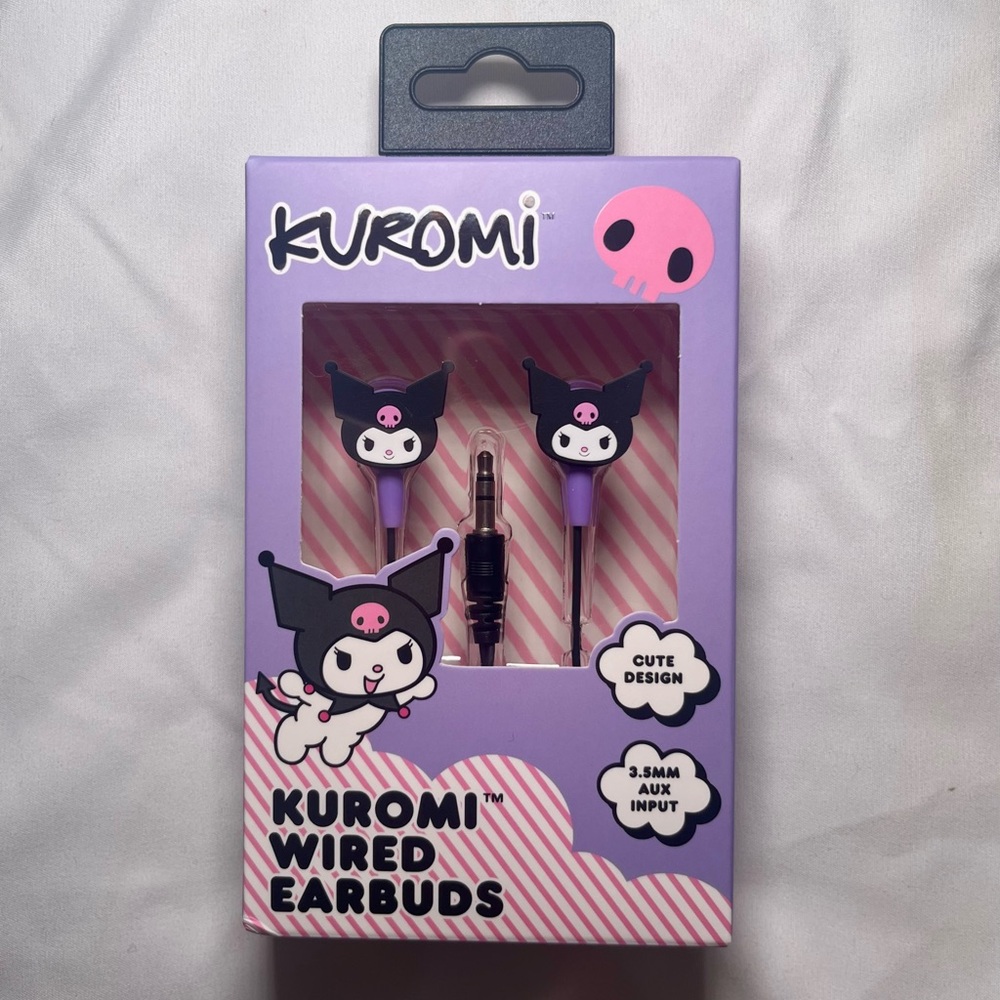 KUROMI™
CUTE
DESIGN
3.5MM
AUX
INPUT
KUROMI™
WIRED
EARBUDS